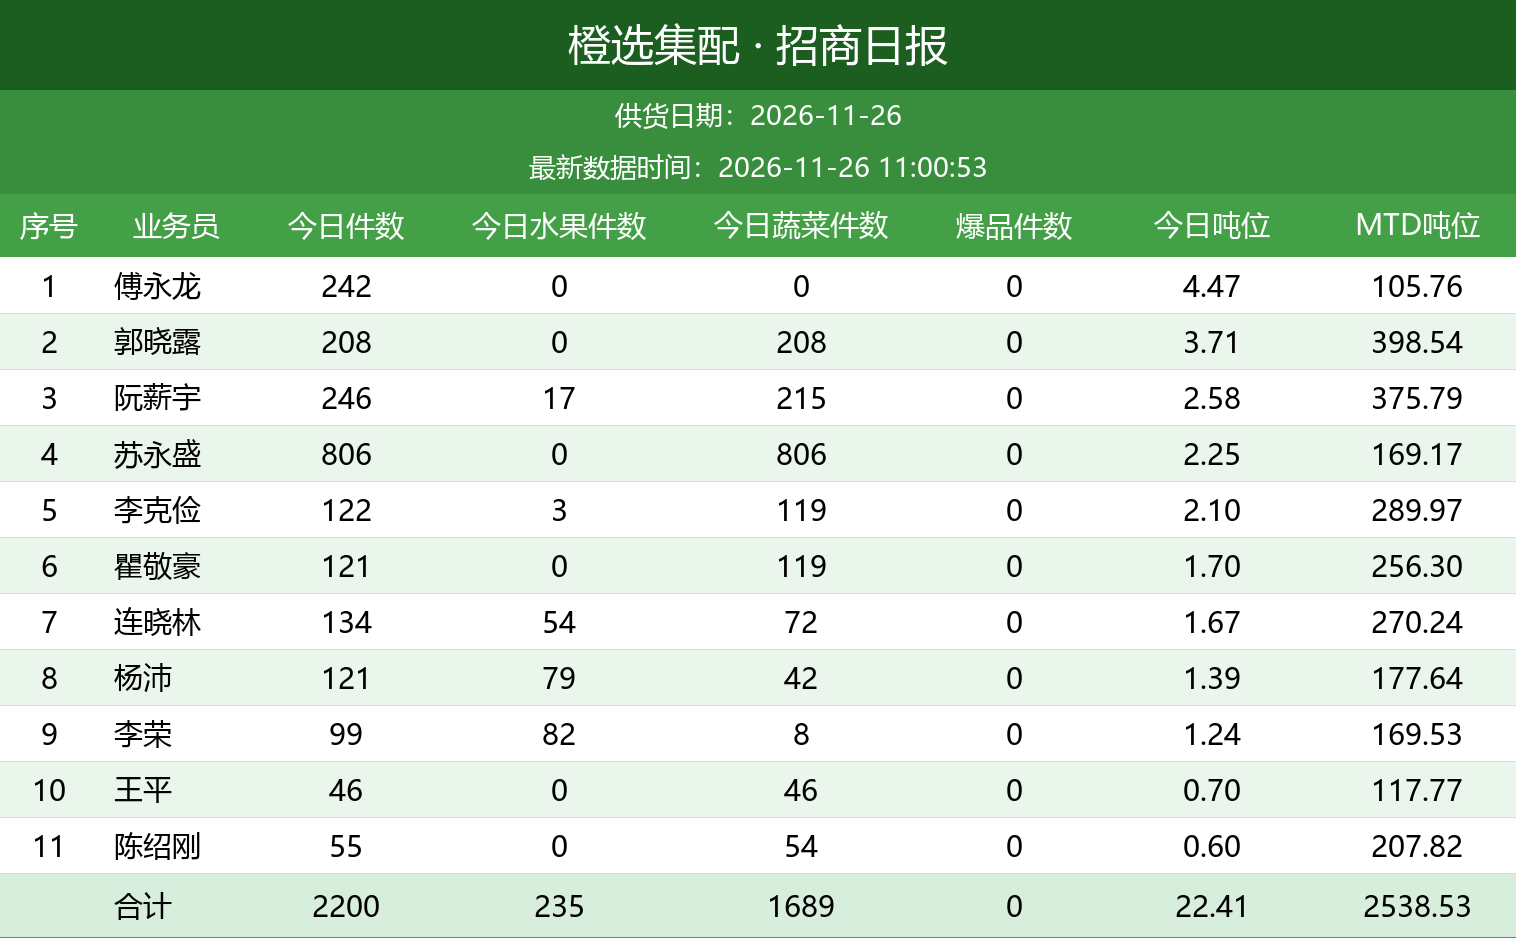 橙选集配 · 招商日报
供货日期：2026-11-26
最新数据时间：2026-11-26 11:00:53
序号 业务员 今日件数 今日水果件数 今日蔬菜件数 爆品件数 今日吨位 MTD吨位
1 傅永龙 242 0 0 0 4.47 105.76
2 郭晓露 208 0 208 0 3.71 398.54
3 阮薪宇 246 17 215 0 2.58 375.79
4 苏永盛 806 0 806 0 2.25 169.17
5 李克俭 122 3 119 0 2.10 289.97
6 瞿敬豪 121 0 119 0 1.70 256.30
7 连晓林 134 54 72 0 1.67 270.24
8 杨沛 121 79 42 0 1.39 177.64
9 李荣 99 82 8 0 1.24 169.53
10 王平 46 0 46 0 0.70 117.77
11 陈绍刚 55 0 54 0 0.60 207.82
合计 2200 235 1689 0 22.41 2538.53